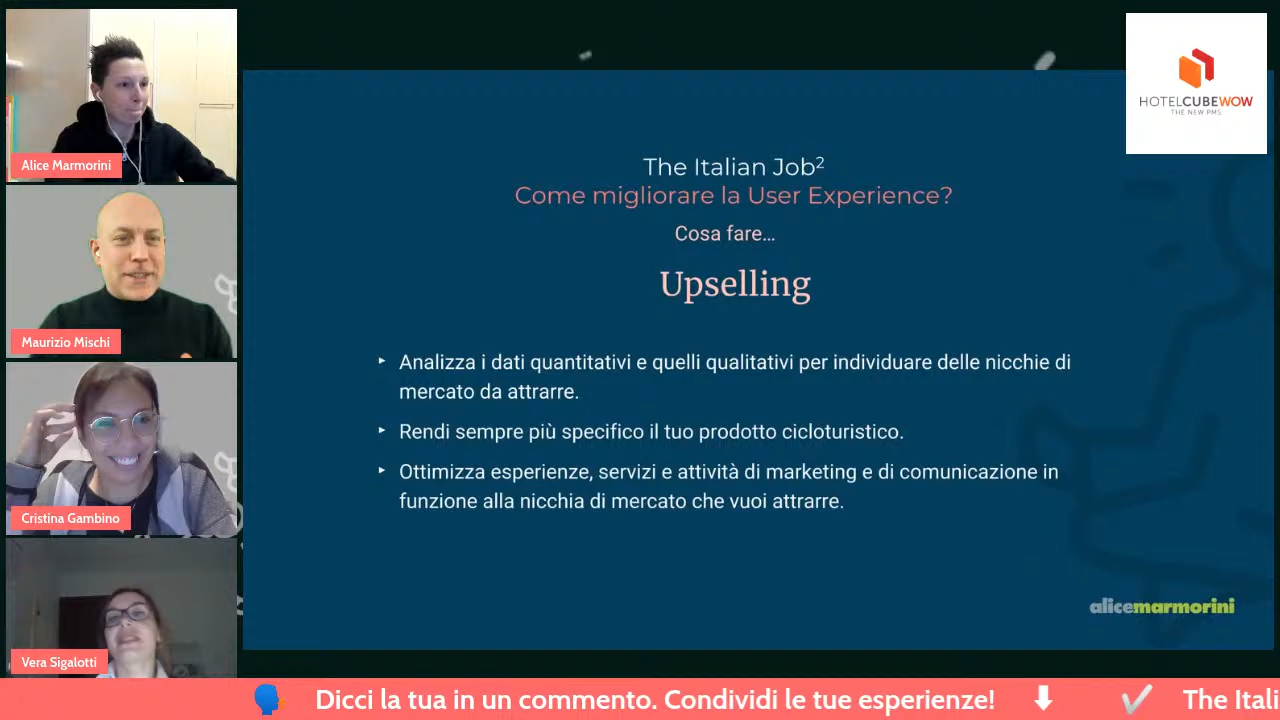 Alice Marmorini
Maurizio Mischi
Cristina Gambino
Vera Sigalotti
HOTELCUBEWOW
THE NEW PMS
The Italian Job²
Come migliorare la User Experience?
Cosa fare...
Upselling
‣ Analizza i dati quantitativi e quelli qualitativi per individuare delle nicchie di
mercato da attrarre.
‣ Rendi sempre più specifico il tuo prodotto cicloturistico.
‣ Ottimizza esperienze, servizi e attività di marketing e di comunicazione in
funzione alla nicchia di mercato che vuoi attrarre.
alicemarmorini
Dicci la tua in un commento. Condividi le tue esperienze! The Itali